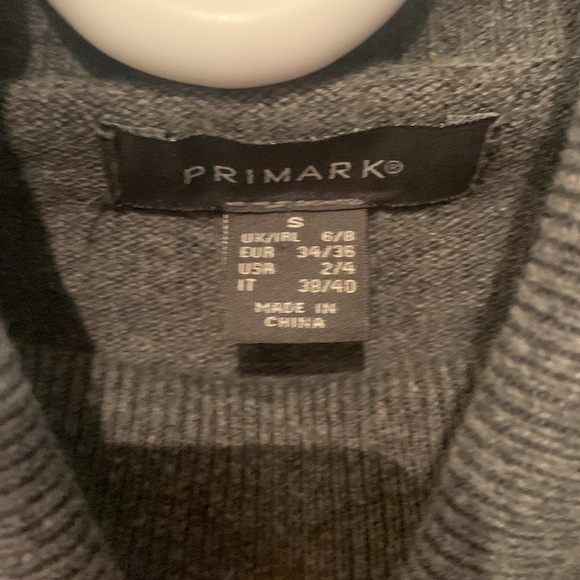 PRIMARK®
S
UK/IRL 6/8
EUR 34/36
USA 2/4
IT 38/40
MADE IN
CHINA